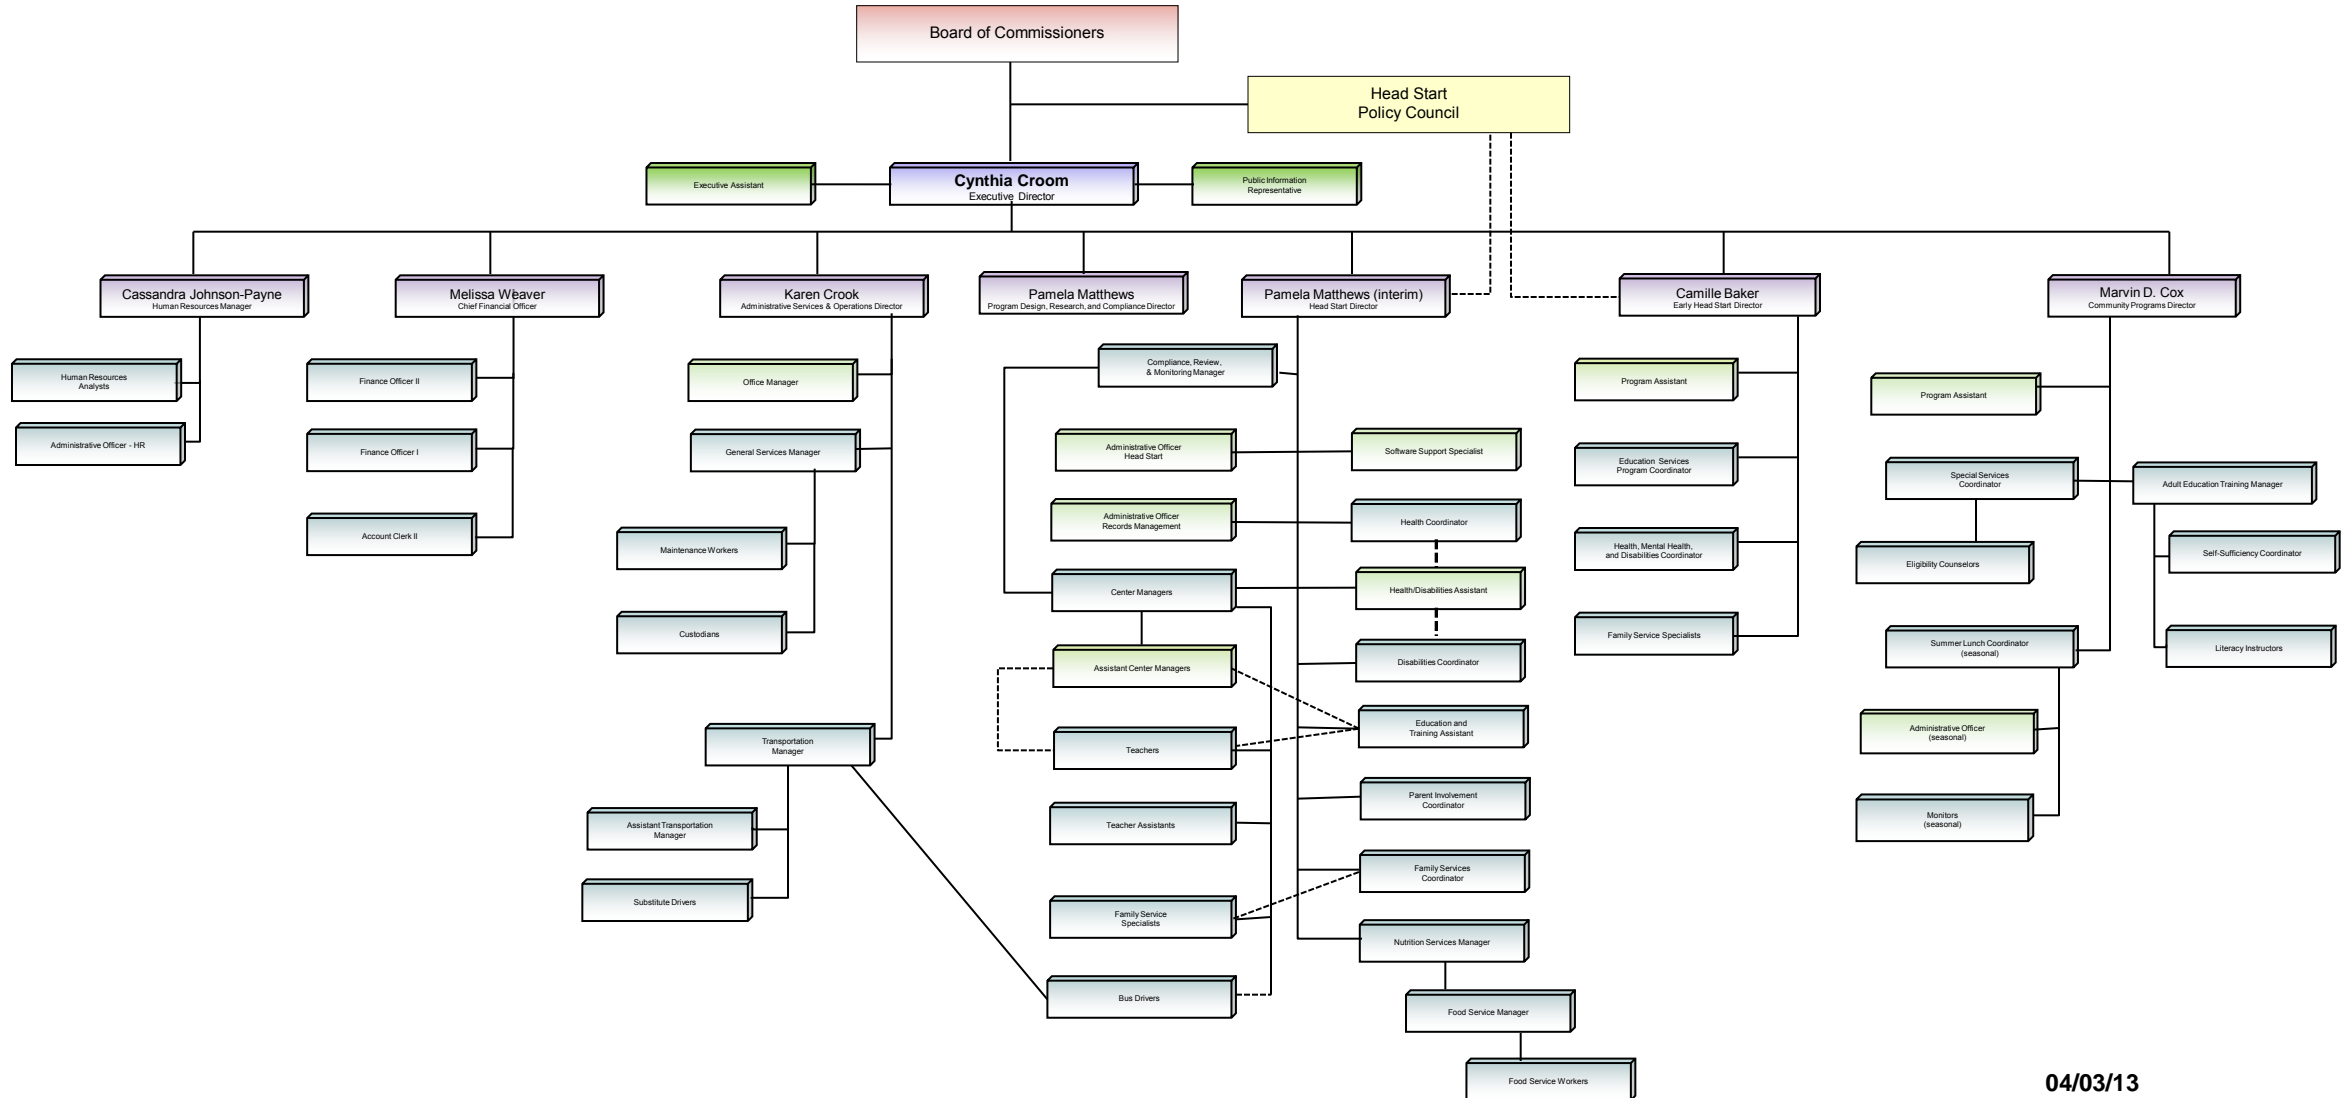 Board of Commissioners
Head Start
Policy Council
Executive Assistant
Cynthia Croom
Executive Director
Public Information
Representative
Cassandra Johnson-Payne
Human Resources Manager
Melissa Weaver
Chief Financial Officer
Karen Crook
Administrative Services & Operations Director
Pamela Matthews
Program Design, Research, and Compliance Director
Pamela Matthews (interim)
Head Start Director
Camille Baker
Early Head Start Director
Marvin D. Cox
Community Programs Director
Human Resources
Analysts
Administrative Officer - HR
Finance Officer II
Finance Officer I
Account Clerk II
Office Manager
General Services Manager
Maintenance Workers
Custodians
Transportation
Manager
Assistant Transportation
Manager
Substitute Drivers
Compliance, Review,
& Monitoring Manager
Administrative Officer
Head Start
Administrative Officer
Records Management
Center Managers
Assistant Center Managers
Teachers
Teacher Assistants
Family Service
Specialists
Bus Drivers
Software Support Specialist
Health Coordinator
Health/Disabilities Assistant
Disabilities Coordinator
Education and
Training Assistant
Parent Involvement
Coordinator
Family Services
Coordinator
Nutrition Services Manager
Food Service Manager
Food Service Workers
Program Assistant
Education Services
Program Coordinator
Health, Mental Health,
and Disabilities Coordinator
Family Service Specialists
Program Assistant
Special Services
Coordinator
Adult Education Training Manager
Eligibility Counselors
Self-Sufficiency Coordinator
Summer Lunch Coordinator
(seasonal)
Literacy Instructors
Administrative Officer
(seasonal)
Monitors
(seasonal)
04/03/13